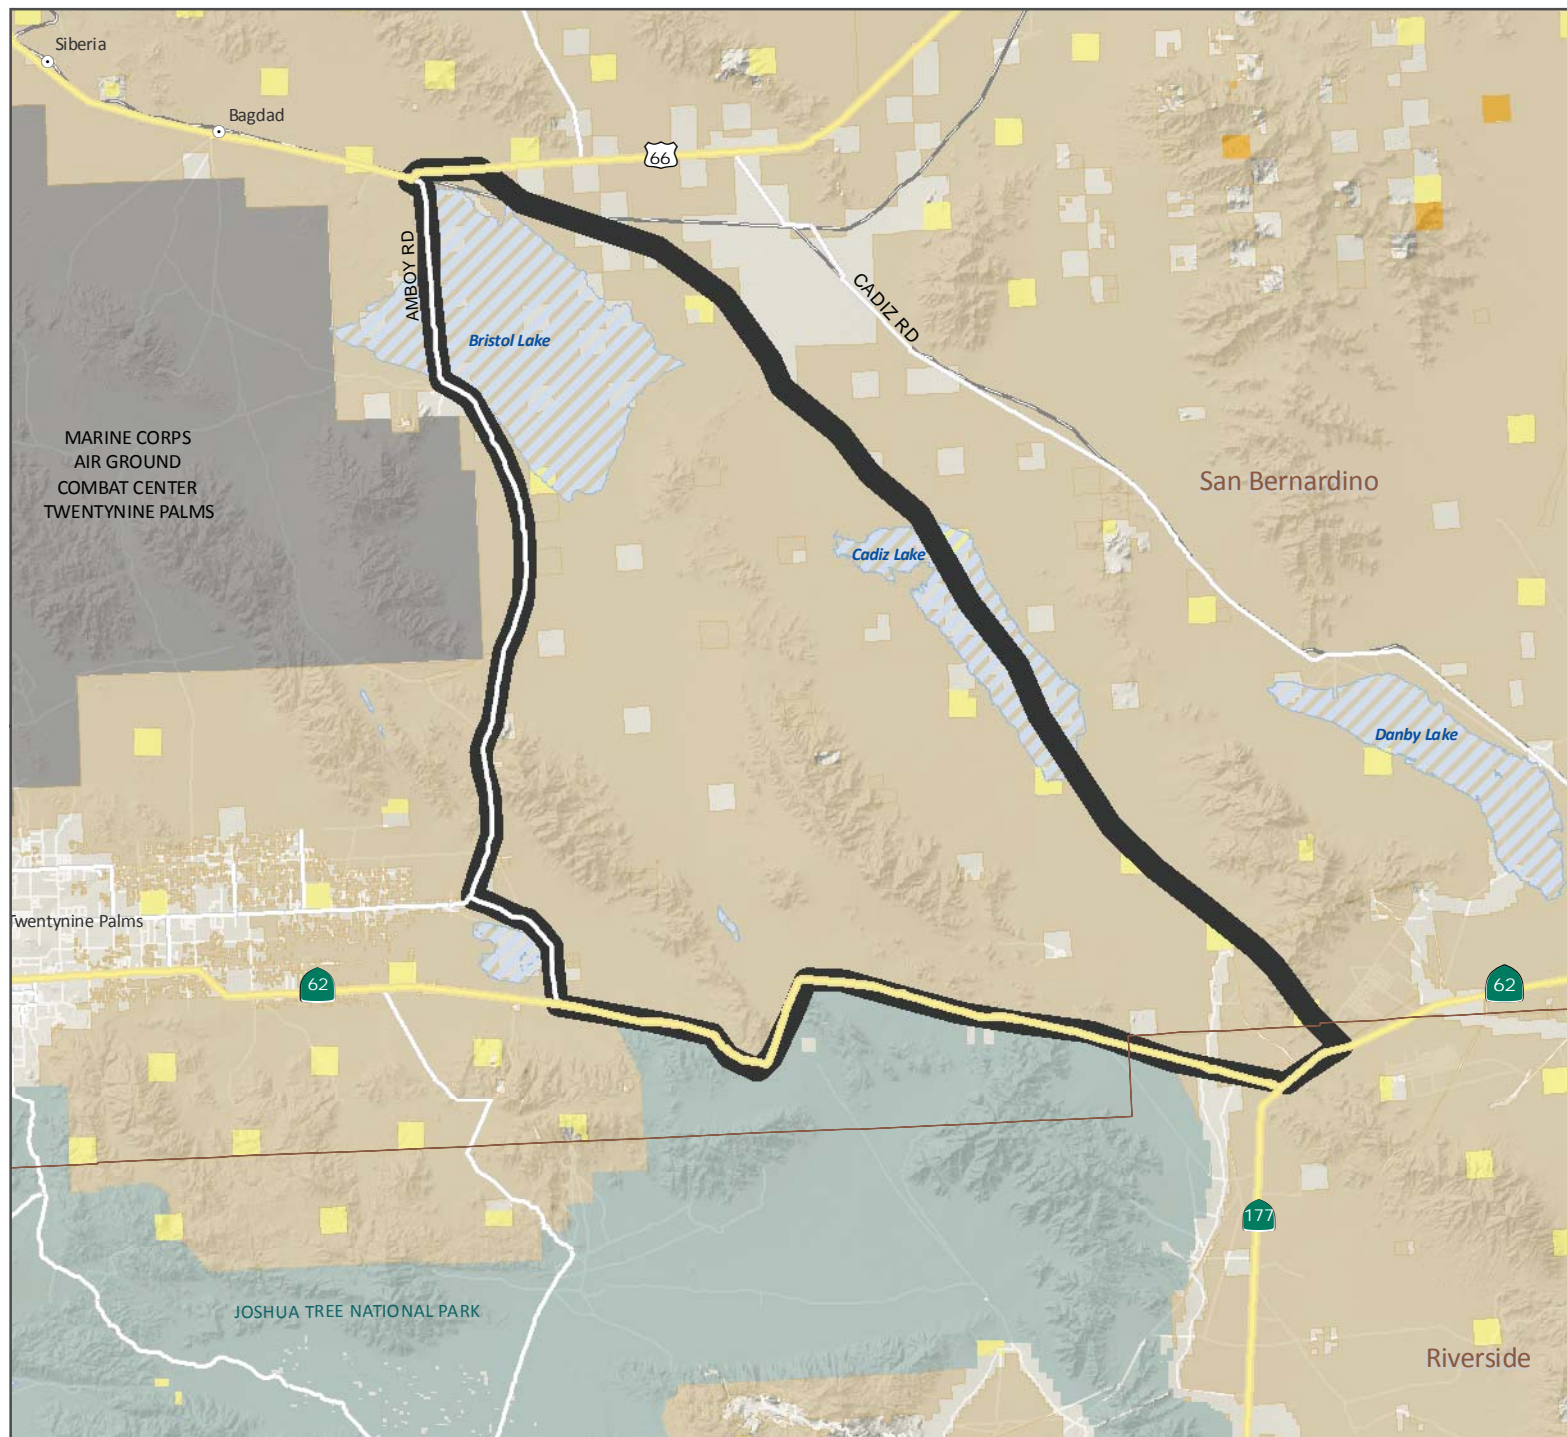 Siberia
Bagdad
66
AMBOY RD
CADIZ RD
Bristol Lake
MARINE CORPS
AIR GROUND
COMBAT CENTER
TWENTYNINE PALMS
San Bernardino
Cadiz Lake
Danby Lake
Twentynine Palms
62
62
177
JOSHUA TREE NATIONAL PARK
Riverside